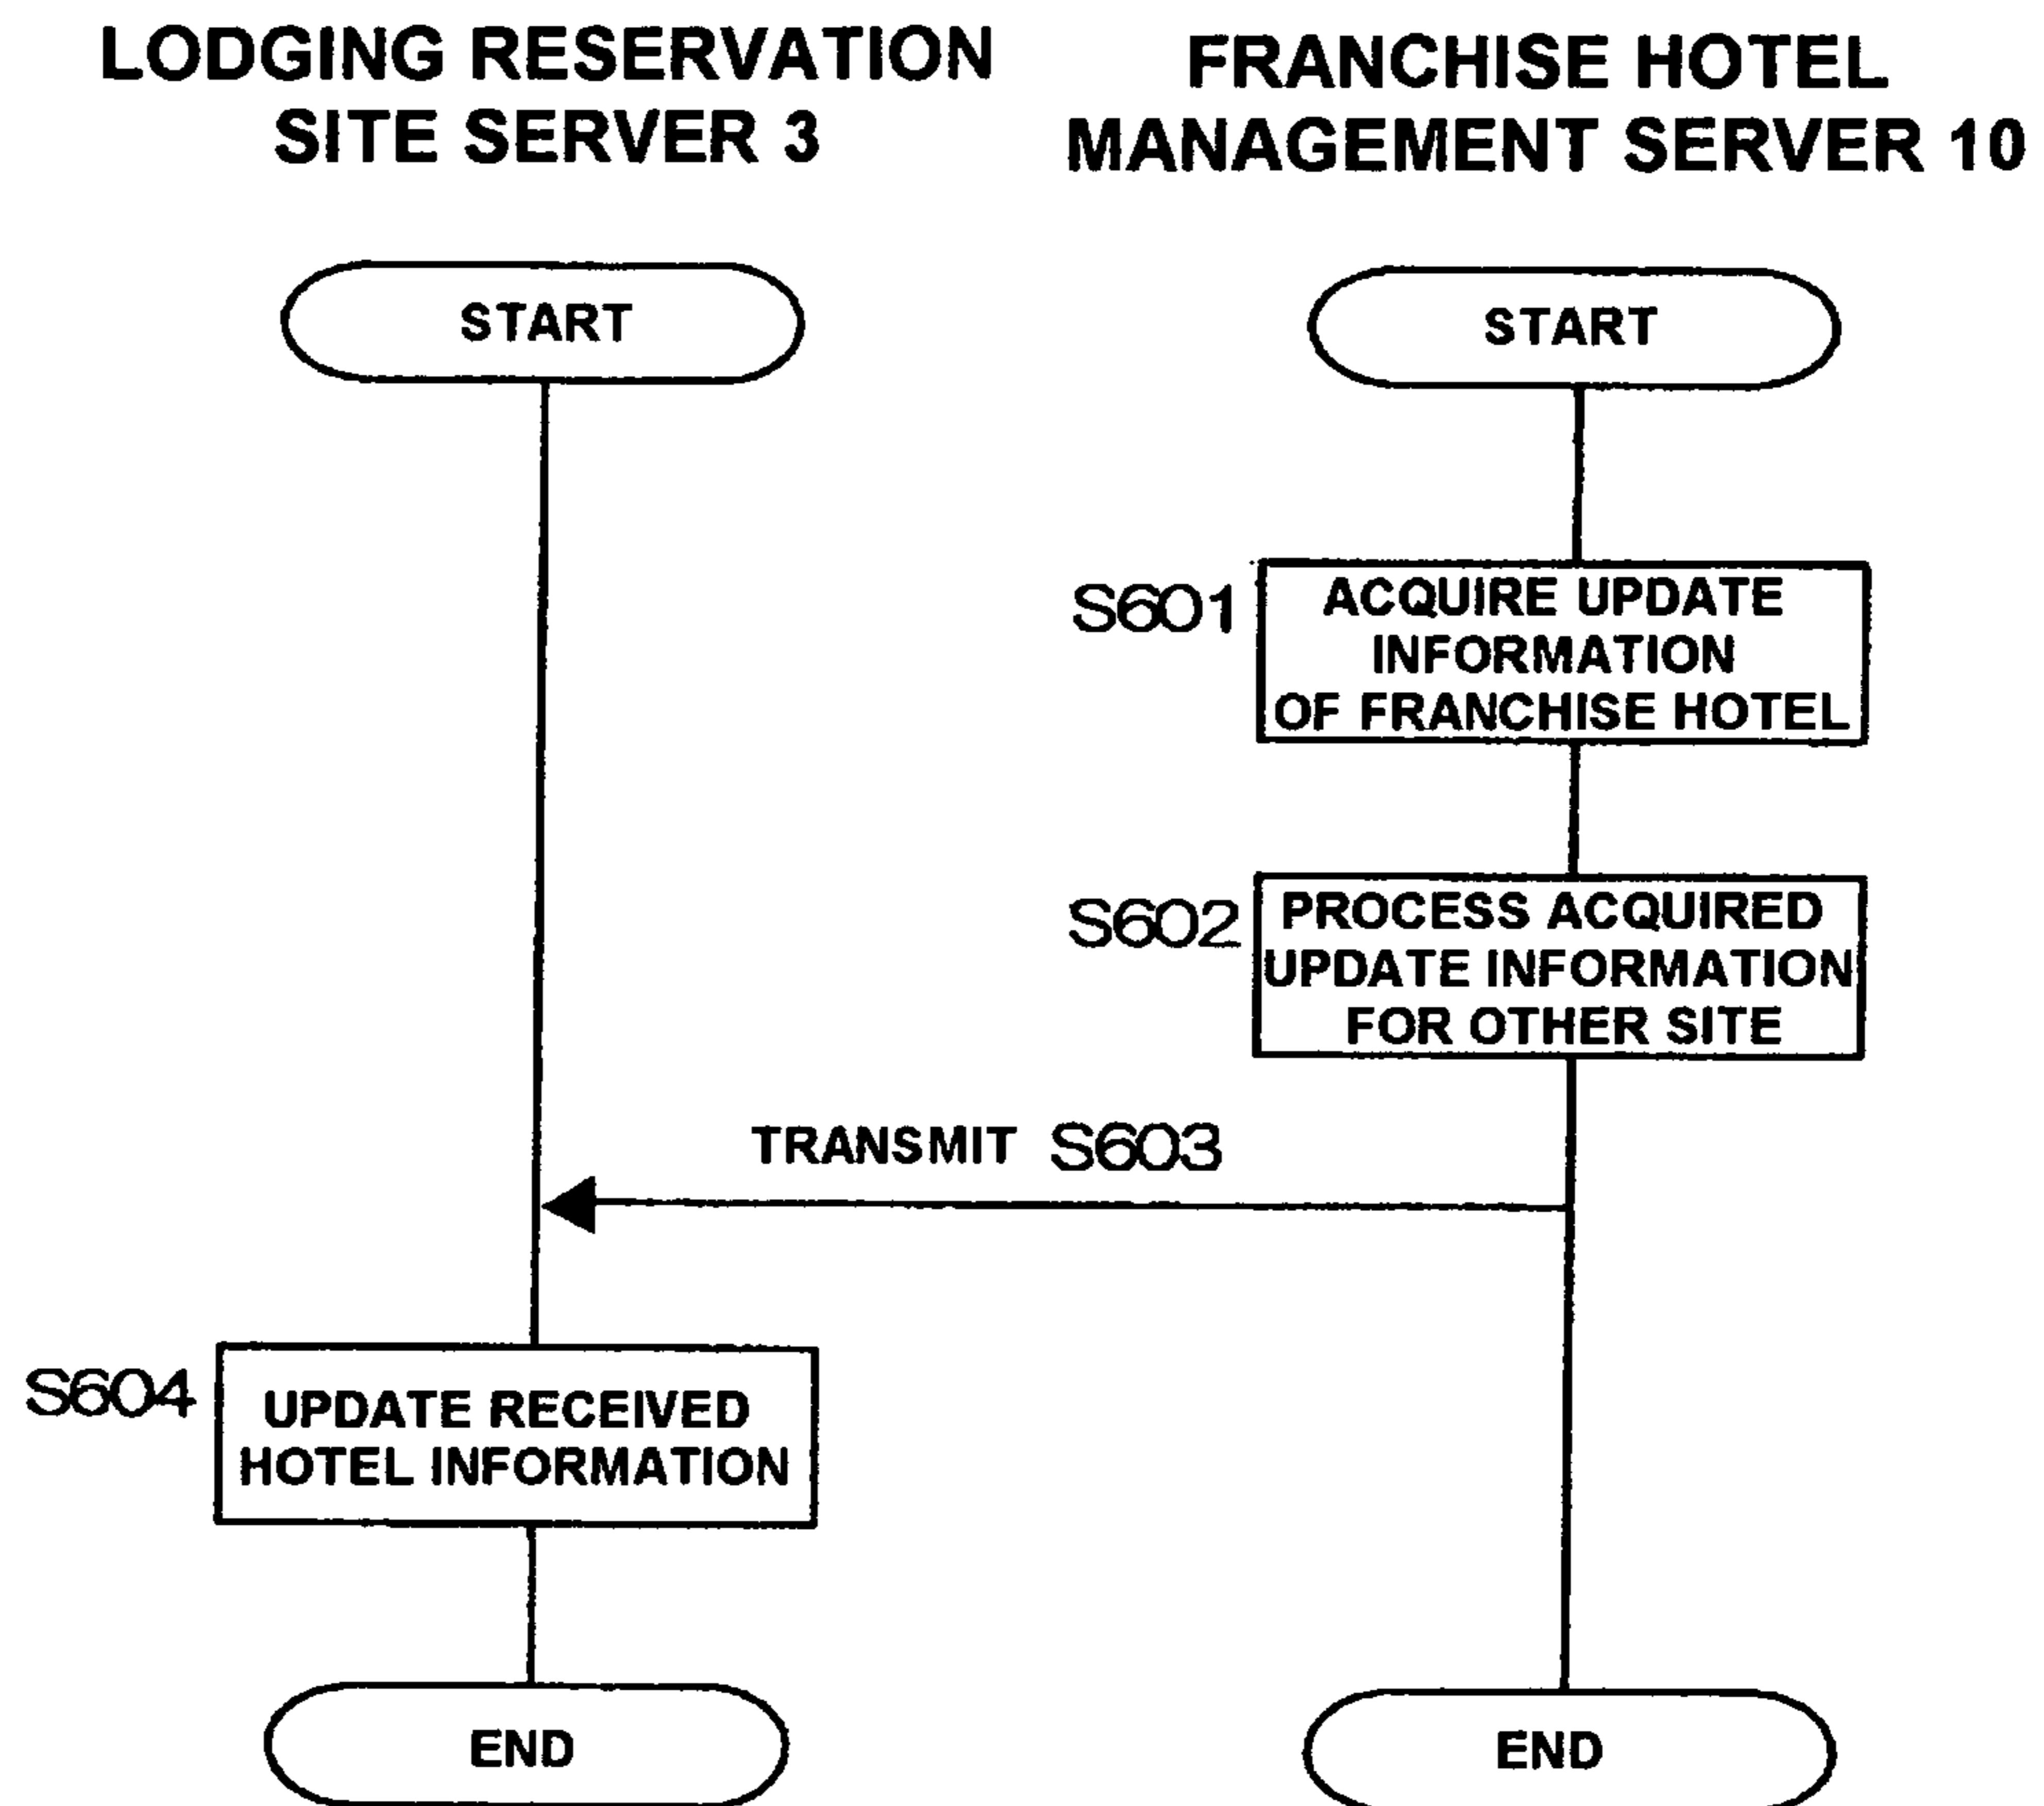 LODGING RESERVATION
SITE SERVER 3
FRANCHISE HOTEL
MANAGEMENT SERVER 10
START
START
S601
ACQUIRE UPDATE
INFORMATION
OF FRANCHISE HOTEL
S602
PROCESS ACQUIRED
UPDATE INFORMATION
FOR OTHER SITE
TRANSMIT S603
S604
UPDATE RECEIVED
HOTEL INFORMATION
END
END